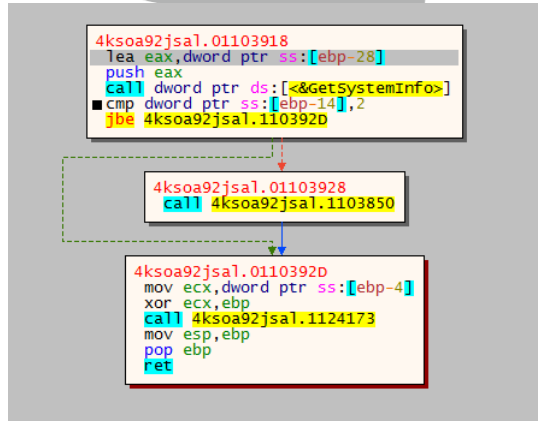 4ksoa92jsal.01103918
lea eax,dword ptr ss:[ebp-28]
push eax
call dword ptr ds:[<&GetSystemInfo>]
cmp dword ptr ss:[ebp-14],2
jbe 4ksoa92jsal.110392D
4ksoa92jsal.01103928
call 4ksoa92jsal.1103850
4ksoa92jsal.0110392D
mov ecx,dword ptr ss:[ebp-4]
xor ecx,ebp
call 4ksoa92jsal.1124173
mov esp,ebp
pop ebp
ret